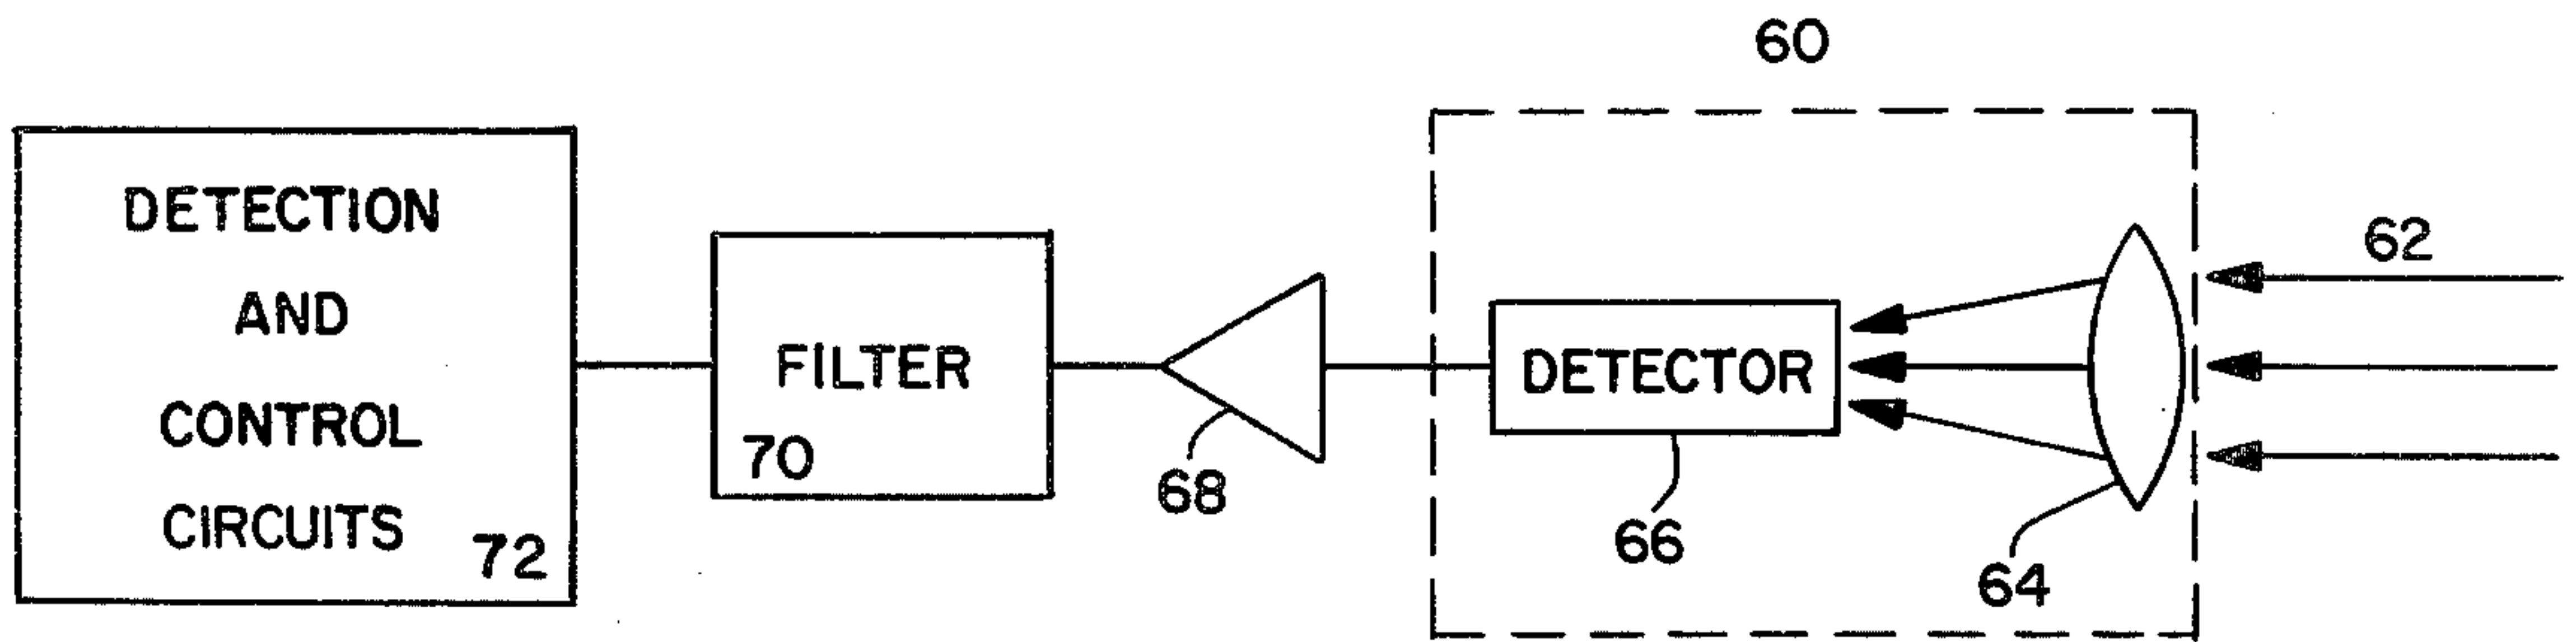 60
62
DETECTION
AND
CONTROL
CIRCUITS
72
FILTER
70
68
DETECTOR
66
64